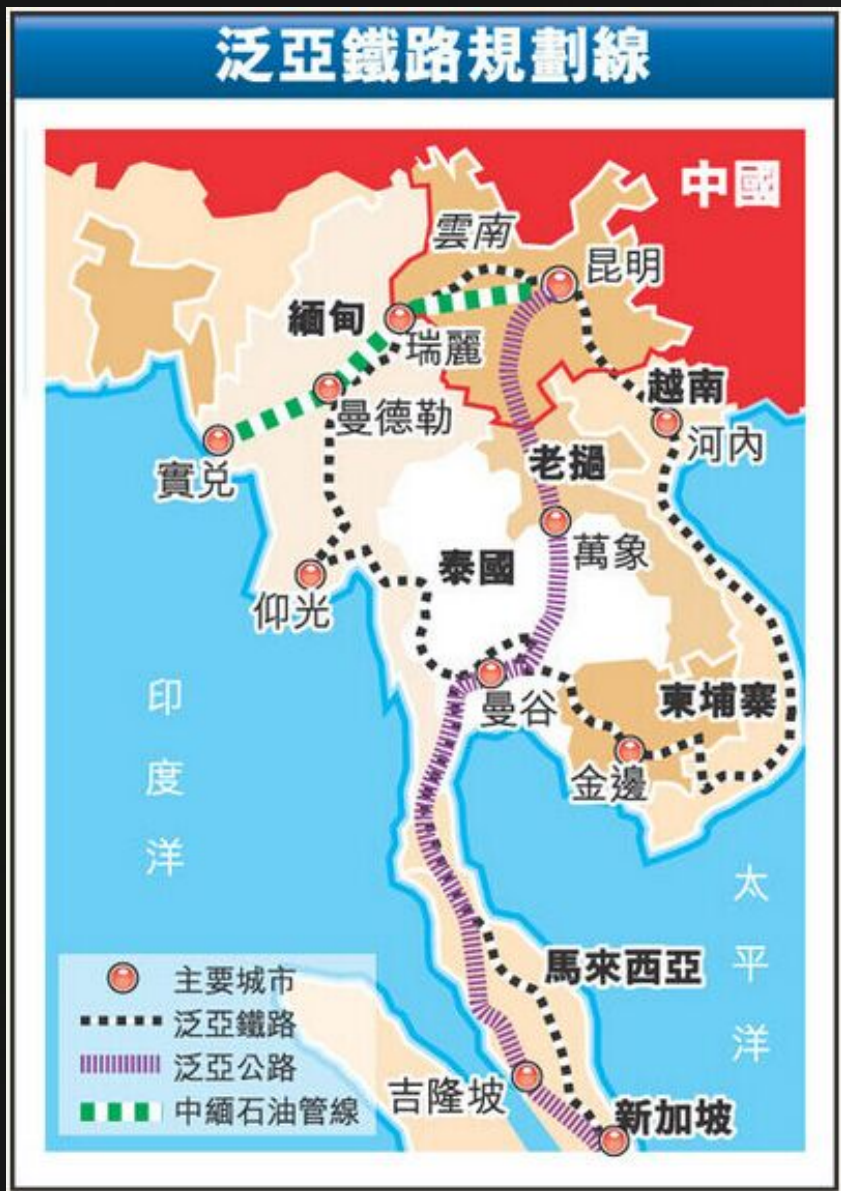 泛亞鐵路規劃線
中國
雲南
昆明
緬甸
瑞麗
越南
曼德勒
河內
實兌
老撾
萬象
泰國
仰光
曼谷
柬埔寨
金邊
印度洋
太平洋
馬來西亞
吉隆坡
新加坡
主要城市
泛亞鐵路
泛亞公路
中緬石油管線